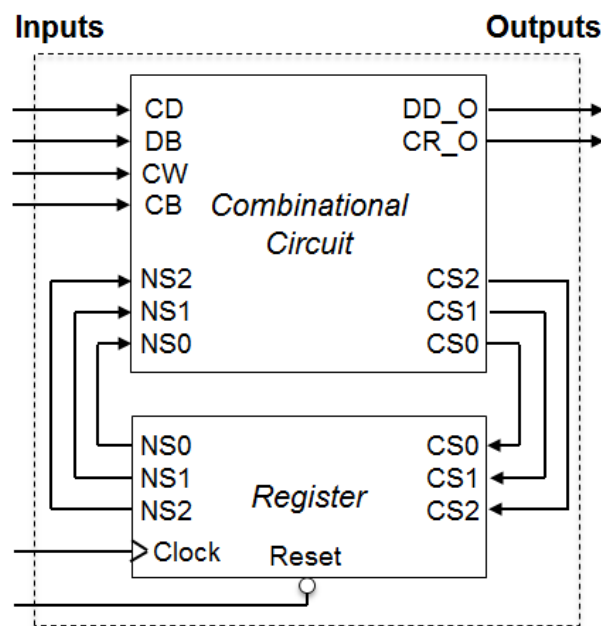 Inputs Outputs
CD DD_O
DB CR_O
CW
CB
Combinational
Circuit
NS2 CS2
NS1 CS1
NS0 CS0
NS0 CS0
NS1 CS1
Register
NS2 CS2
Clock
Reset